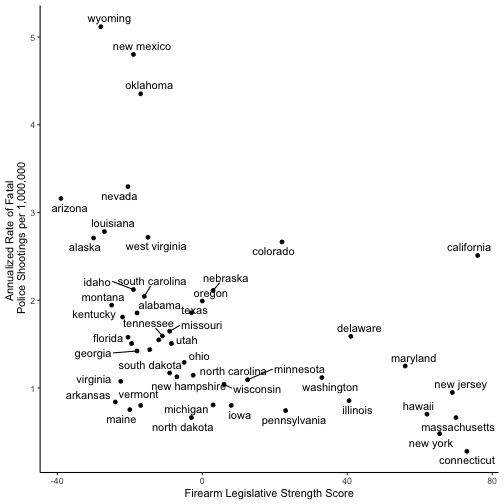 wyoming
new mexico
oklahoma
nevada
arizona
louisiana
alaska
west virginia
colorado
california
idaho
south carolina
nebraska
montana
oregon
alabama
texas
kentucky
tennessee
missouri
delaware
florida
utah
georgia
ohio
maryland
south dakota
north carolina
minnesota
virginia
new hampshire
wisconsin
washington
new jersey
arkansas
vermont
maine
michigan
iowa
illinois
hawaii
north dakota
pennsylvania
massachusetts
new york
connecticut
5
4
3
2
1
-40
0
40
80
Annualized Rate of Fatal
Police Shootings per 1,000,000
Firearm Legislative Strength Score